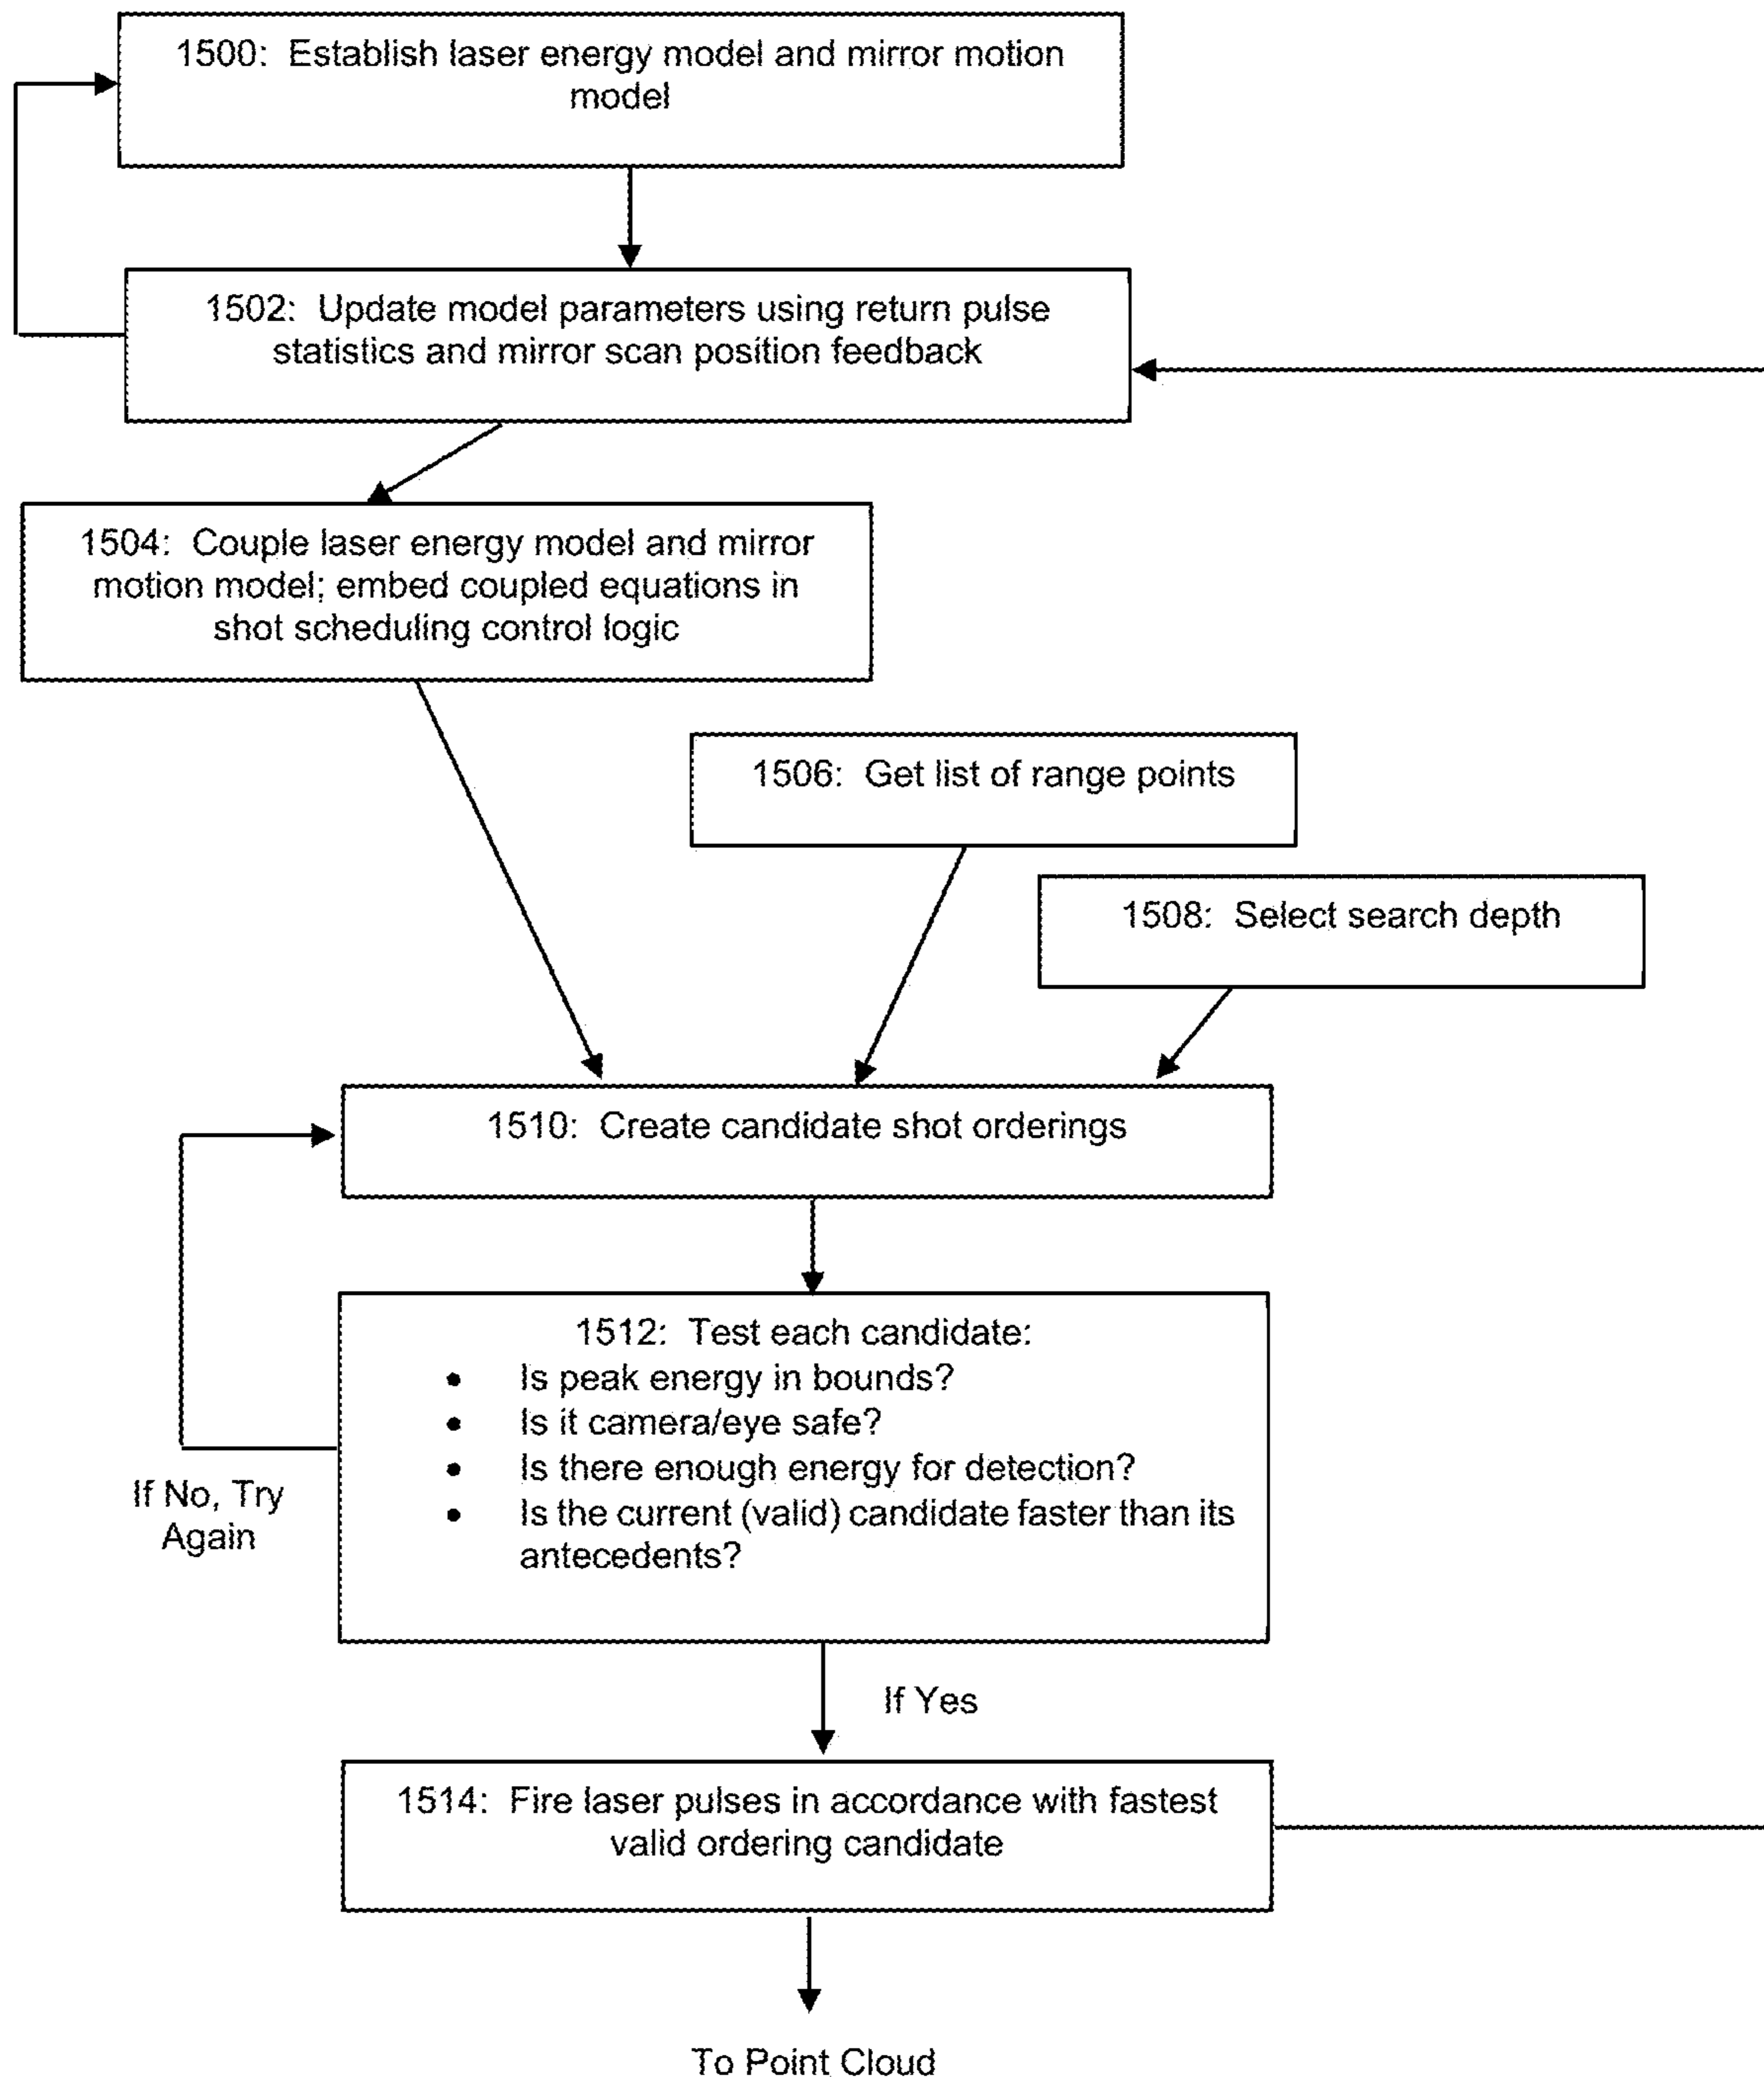 1500: Establish laser energy model and mirror motion
model
1502: Update model parameters using return pulse
statistics and mirror scan position feedback
1504: Couple laser energy model and mirror
motion model; embed coupled equations in
shot scheduling control logic
1506: Get list of range points
1508: Select search depth
1510: Create candidate shot orderings
1512: Test each candidate:
• Is peak energy in bounds?
• Is it camera/eye safe?
• Is there enough energy for detection?
• Is the current (valid) candidate faster than its
antecedents?
If No, Try
Again
If Yes
1514: Fire laser pulses in accordance with fastest
valid ordering candidate
To Point Cloud